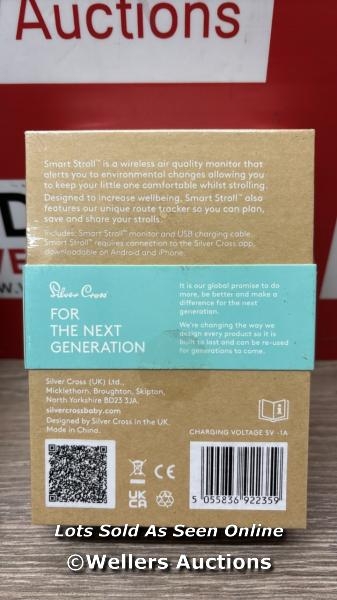 Auctions
Smart Stroll™ is a wireless air quality monitor that
alerts you to environmental changes allowing you
to keep your little one comfortable whilst strolling.
Designed to increase wellbeing, Smart Stroll™ also
features our unique route tracker so you can plan,
save and share your strolls.
Includes: Smart Stroll™ monitor and USB charging cable.
Smart Stroll™ requires connection to the Silver Cross app,
downloadable on Android and iPhone.
Silver Cross®
FOR
THE NEXT
GENERATION
It is our global promise to do
more, be better and make a
difference for the next
generation.
We're changing the way we
design every product so it is
built to last and can be re-used
for generations to come.
Silver Cross (UK) Ltd.,
Micklethorn, Broughton, Skipton,
North Yorkshire BD23 3JA.
silvercrossbaby.com
Designed by Silver Cross in the UK.
Made in China.
CHARGING VOLTAGE 5V -1A
CE
UK
CA
5 055836 922359
Lots Sold As Seen Online
©Wellers Auctions